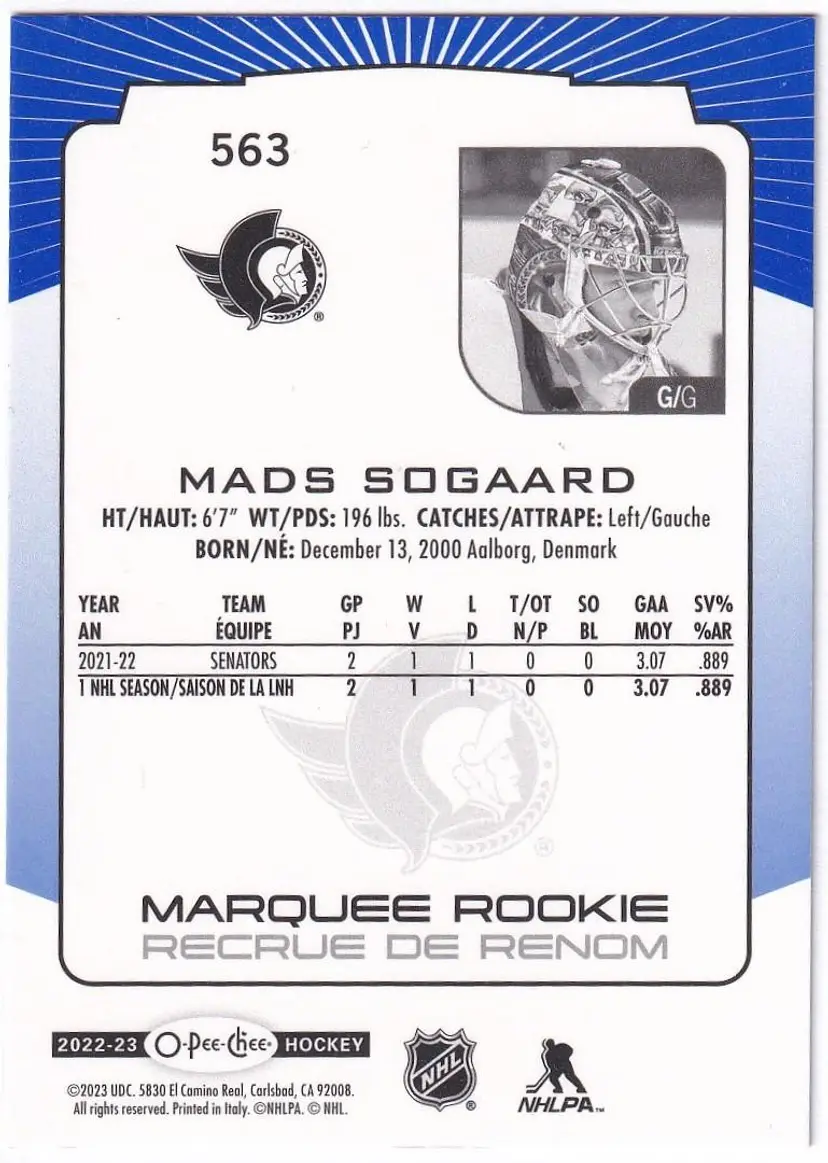 563
®
G/G
MADS SOGAARD
HT/HAUT: 6'7" WT/PDS: 196 lbs. CATCHES/ATTRAPE: Left/Gauche
BORN/NÉ: December 13, 2000 Aalborg, Denmark
YEAR TEAM GP W L T/OT SO GAA SV%
AN ÉQUIPE PJ V D N/P BL MOY %AR
2021-22 SENATORS 2 1 1 0 0 3.07 .889
1 NHL SEASON/SAISON DE LA LNH 2 1 1 0 0 3.07 .889
®
MARQUEE ROOKIE
RECRUE DE RENOM
2022-23 O-Pee-Chee® HOCKEY
NHL ®
NHLPA™
©2023 UDC. 5830 El Camino Real, Carlsbad, CA 92008.
All rights reserved. Printed in Italy. ©NHLPA. © NHL.